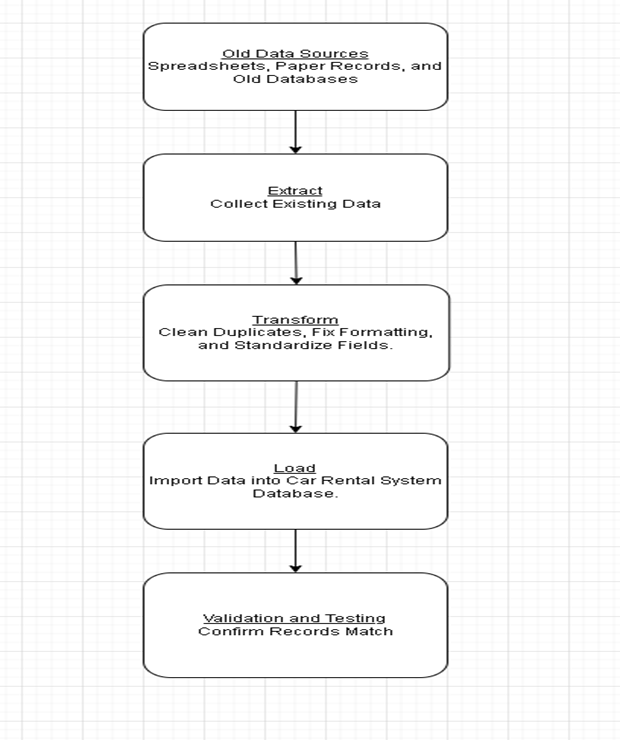 Old Data Sources
Spreadsheets, Paper Records, and
Old Databases
Extract
Collect Existing Data
Transform
Clean Duplicates, Fix Formatting,
and Standardize Fields.
Load
Import Data into Car Rental System
Database.
Validation and Testing
Confirm Records Match